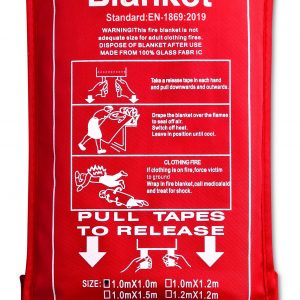 Blanket
Standard:EN-1869:2019
WARNING!This fire blanket is not
adequate size for adult clothing fires.
DISPOSE OF BLANKET AFTER USE
MADE FROM 100% GLASS FABRIC
Take a release tape in each hand
and pull downwards and outwards.
Drape the blanket over the flames
to seal off air.
Switch off heat.
Leave in position until cool.
CLOTHING FIRE
If clothing is on fire,force victim
to ground
Wrap in fire blanket,call medicalaid
and treat for shock.
PULL TAPES
TO RELEASE
SIZE: 1.0mX1.0m 1.0mX1.2m
1.0mX1.5m 1.2mX1.2m